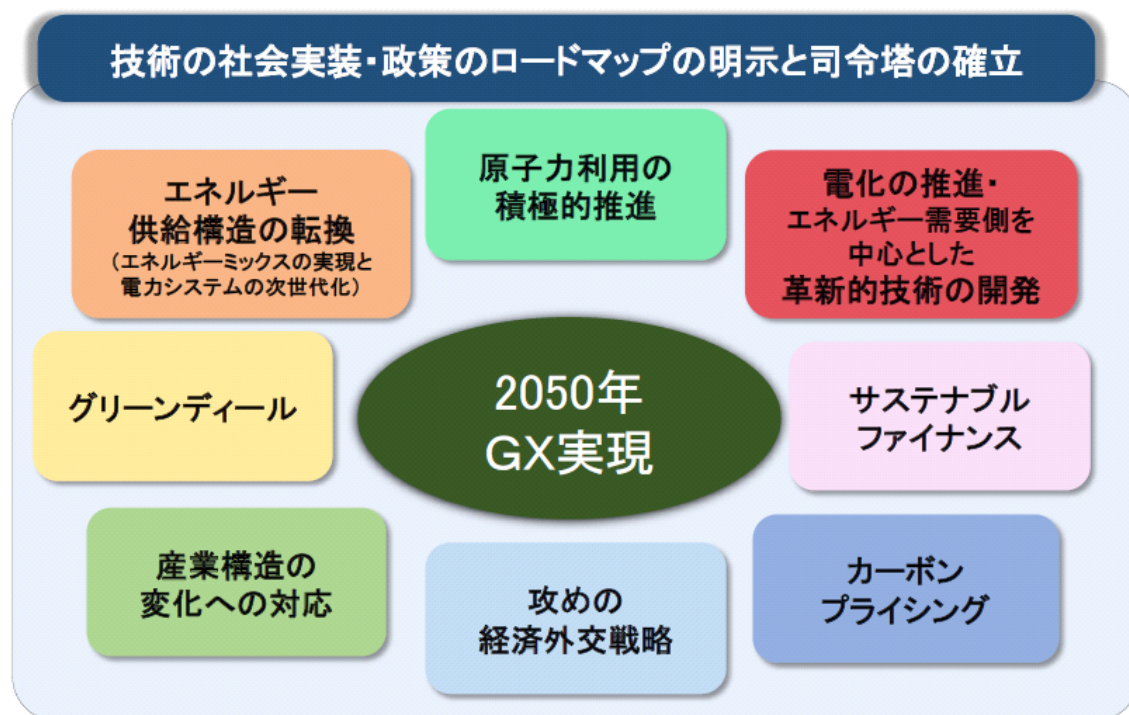 技術の社会実装・政策のロードマップの明示と司令塔の確立
エネルギー
供給構造の転換
（エネルギーミックスの実現と
電力システムの次世代化）
原子力利用の
積極的推進
電化の推進・
エネルギー需要側を
中心とした
革新的技術の開発
グリーンディール
2050年
GX実現
サステナブル
ファイナンス
産業構造の
変化への対応
攻めの
経済外交戦略
カーボン
プライシング